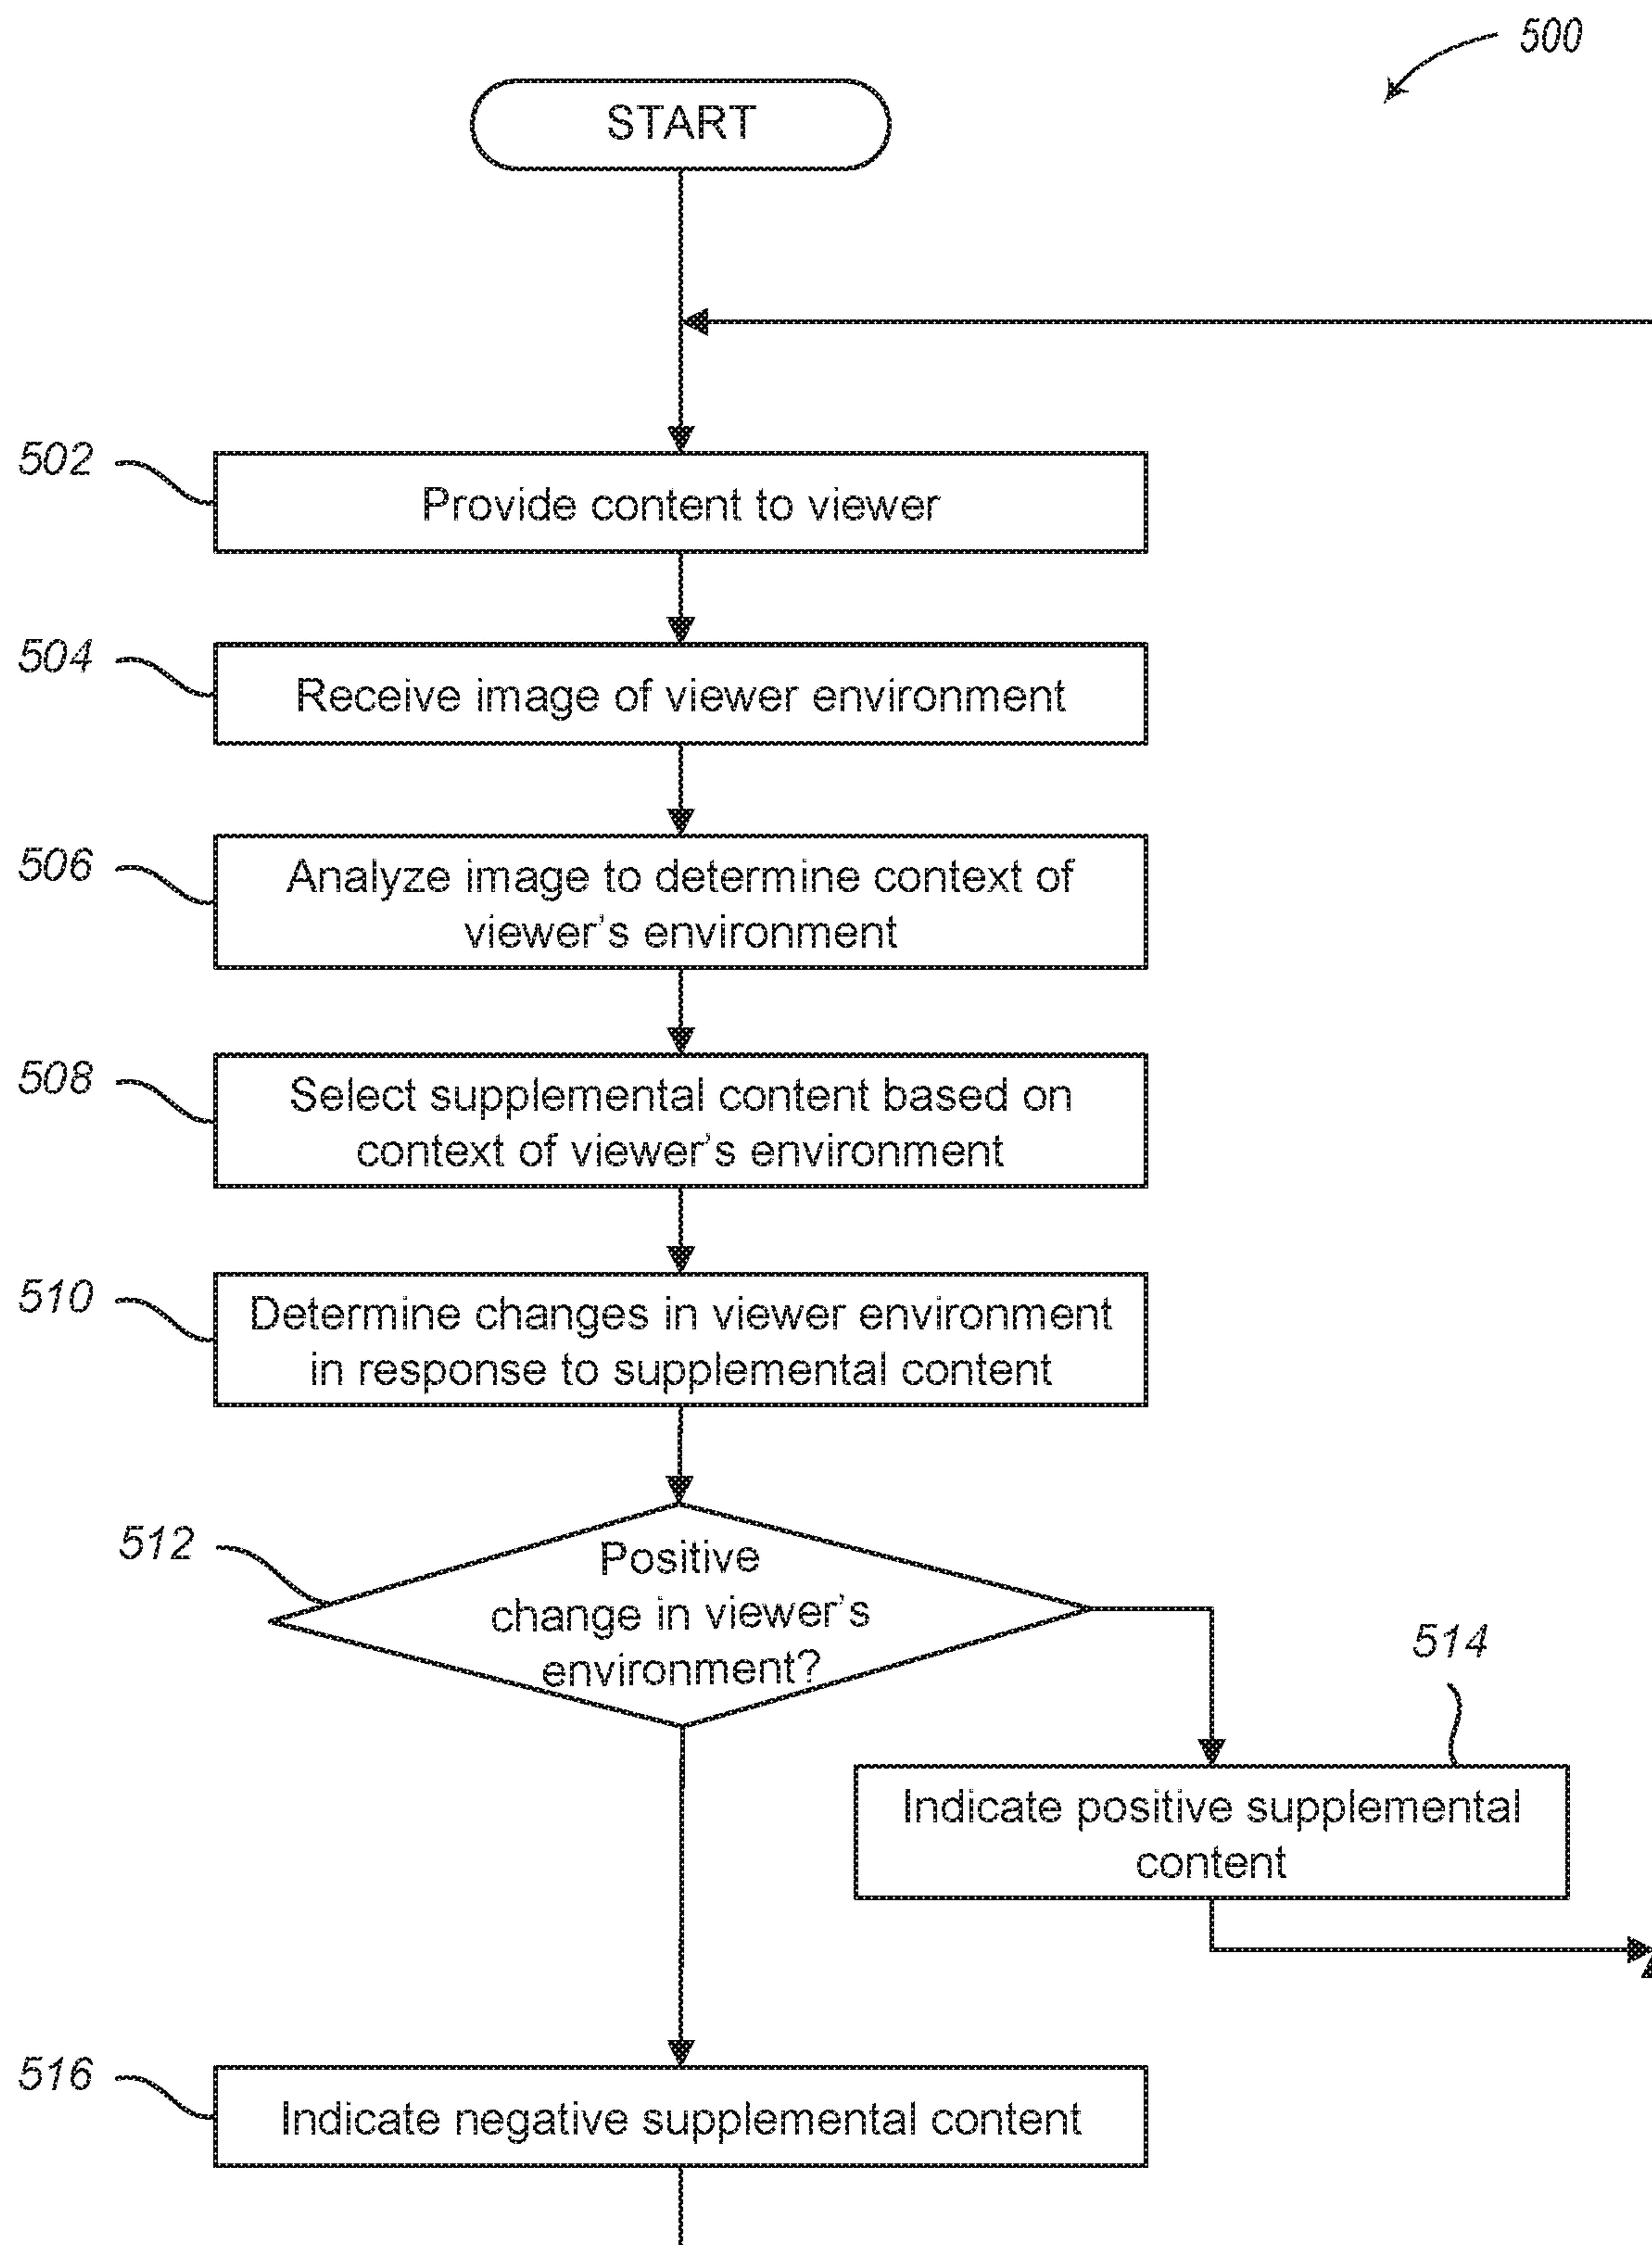 500
START
502
Provide content to viewer
504
Receive image of viewer environment
506
Analyze image to determine context of
viewer's environment
508
Select supplemental content based on
context of viewer's environment
510
Determine changes in viewer environment
in response to supplemental content
512
Positive
change in viewer's
environment?
514
Indicate positive supplemental
content
516
Indicate negative supplemental content